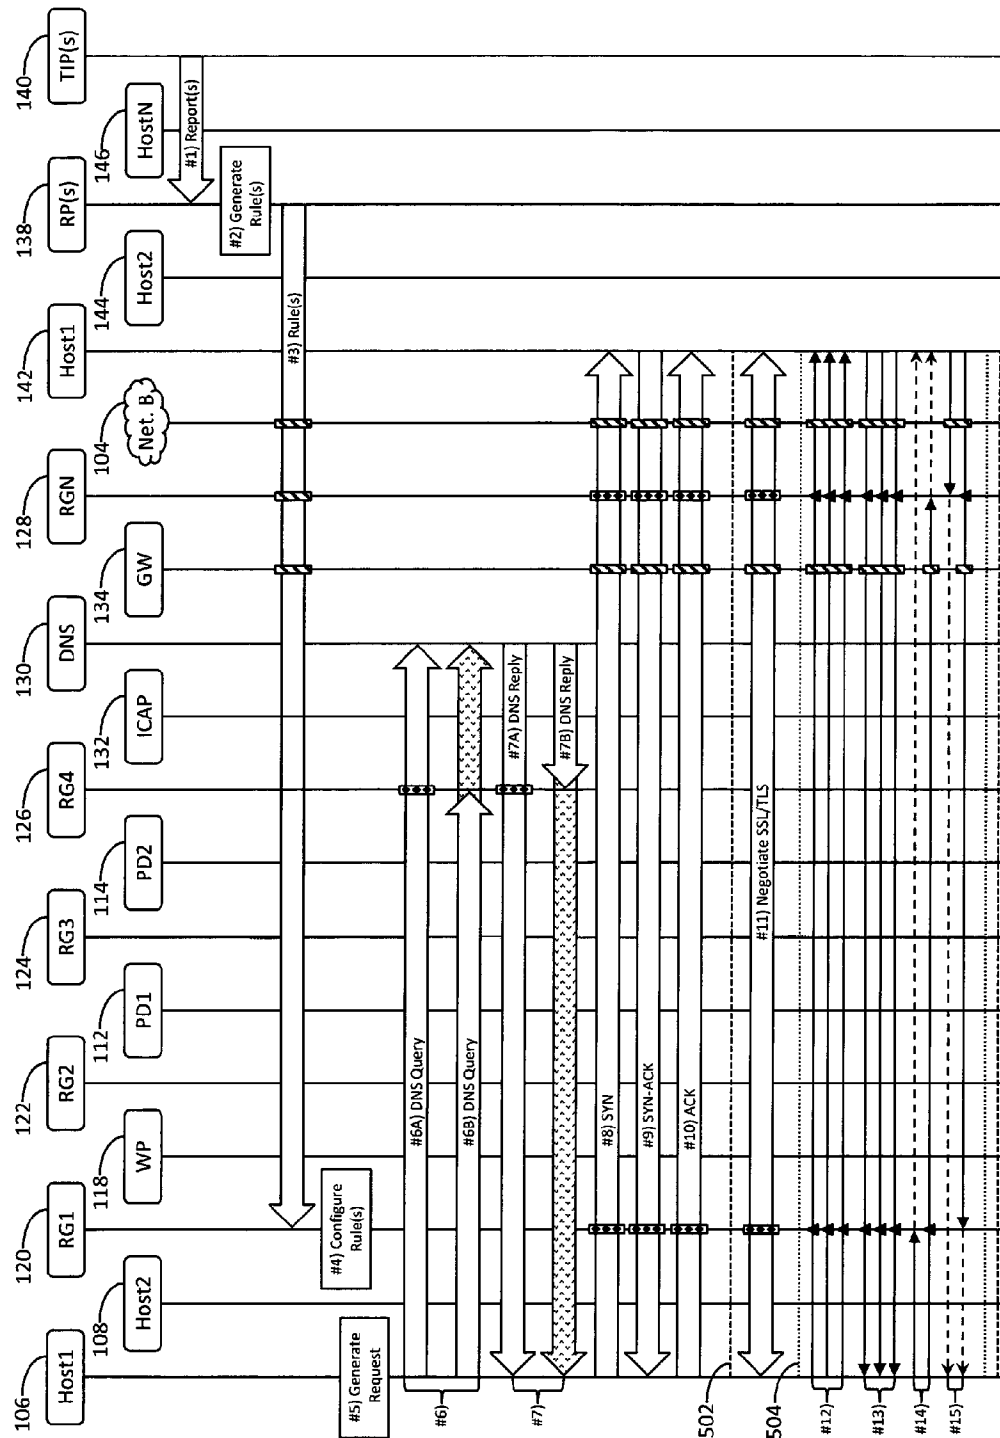 106
Host1
108
Host2
120
RG1
118
WP
122
RG2
112
PD1
124
RG3
114
PD2
126
RG4
132
ICAP
130
DNS
134
GW
128
RGN
104
Net. B
142
Host1
144
Host2
138
RP(s)
146
HostN
140
TIP(s)
#1) Report(s)
#2) Generate
Rule(s)
#3) Rule(s)
#4) Configure
Rule(s)
#5) Generate
Request
#6)
#6A) DNS Query
#6B) DNS Query
#7)
#7A) DNS Reply
#7B) DNS Reply
#8) SYN
#9) SYN-ACK
#10) ACK
502
#11) Negotiate SSL/TLS
504
#12)
#13)
#14)
#15)